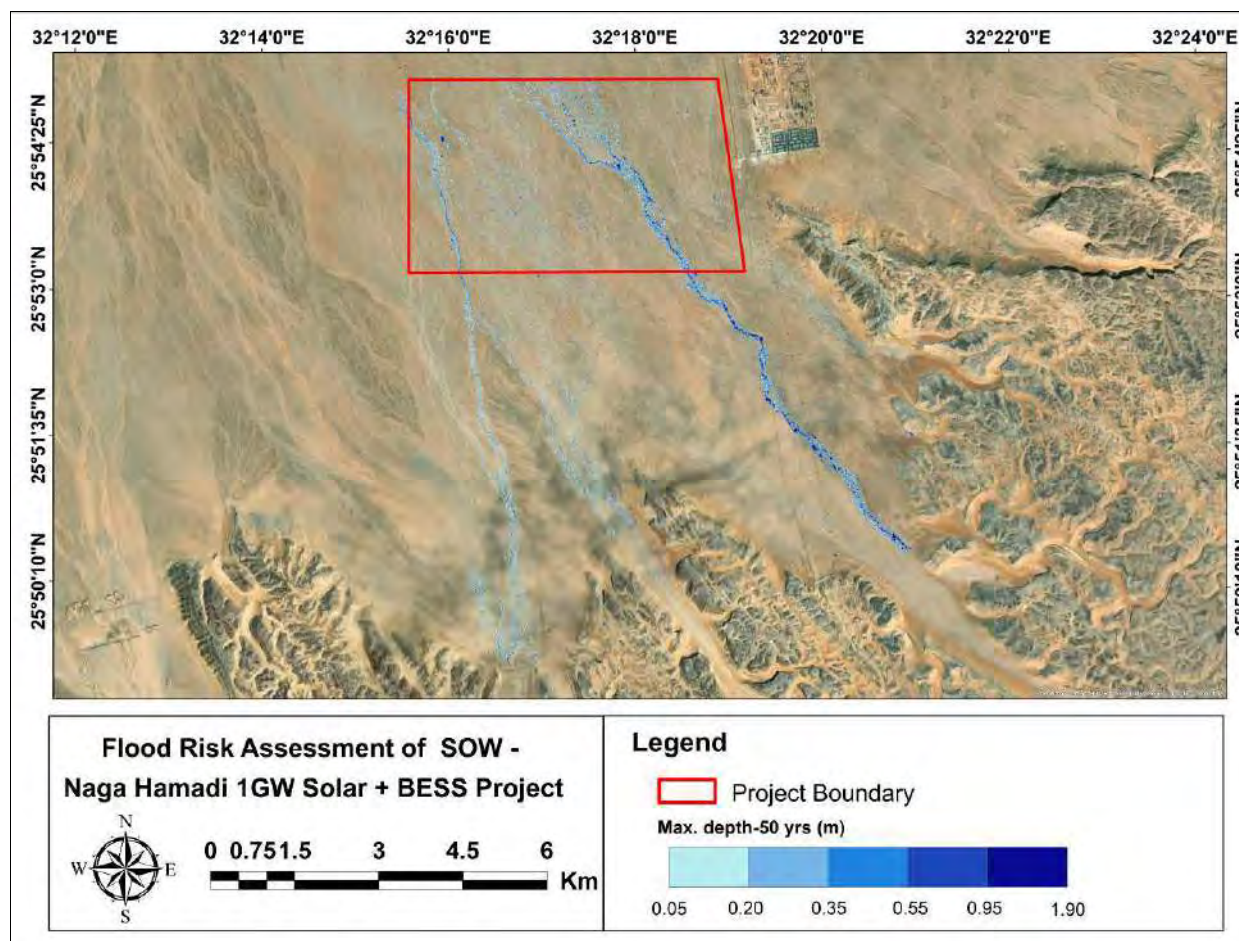 32°12'0"E 32°14'0"E 32°16'0"E 32°18'0"E 32°20'0"E 32°22'0"E 32°24'0"E
25°54'25"N
25°53'0"N
25°51'35"N
25°50'10"N
Flood Risk Assessment of SOW -
Naga Hamadi 1GW Solar + BESS Project
N
W E
S
0 0.75 1.5 3 4.5 6
Km
Legend
Project Boundary
Max. depth-50 yrs (m)
0.05 0.20 0.35 0.55 0.95 1.90